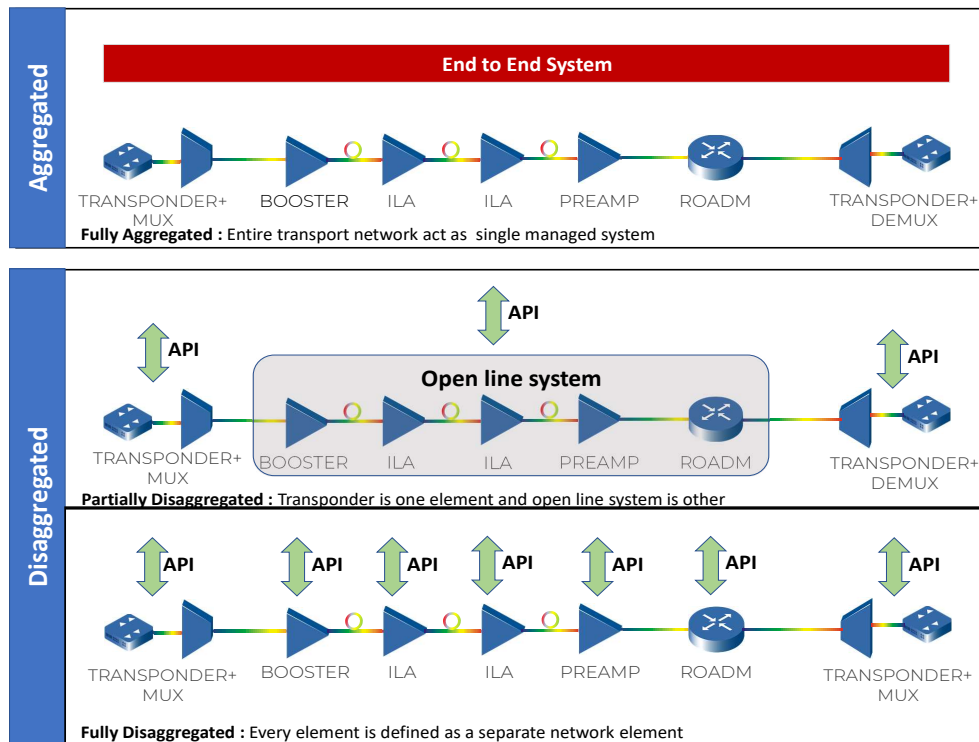 Aggregated
End to End System
TRANSPONDER+
MUX
BOOSTER
ILA
ILA
PREAMP
ROADM
TRANSPONDER+
DEMUX
Fully Aggregated : Entire transport network act as single managed system
Disaggregated
API
API
API
Open line system
TRANSPONDER+
MUX
BOOSTER
ILA
ILA
PREAMP
ROADM
TRANSPONDER+
DEMUX
Partially Disaggregated : Transponder is one element and open line system is other
API
API
API
API
API
API
API
TRANSPONDER+
MUX
BOOSTER
ILA
ILA
PREAMP
ROADM
TRANSPONDER+
MUX
Fully Disaggregated : Every element is defined as a separate network element